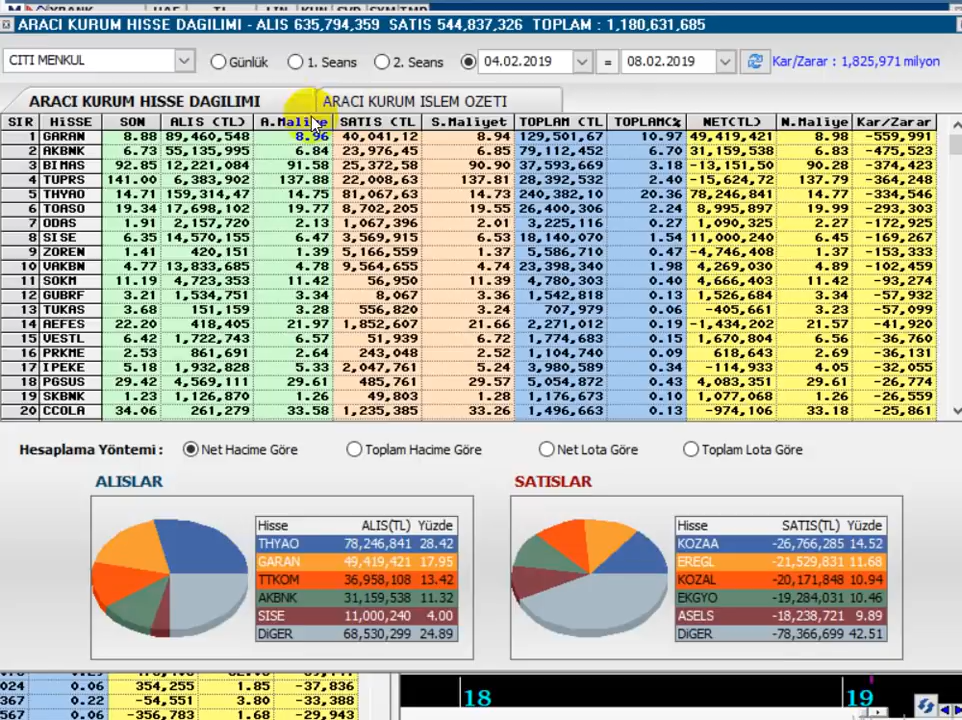 ARACI KURUM HISSE DAGILIMI - ALIS 635,794,359 SATIS 544,837,326 TOPLAM : 1,180,631,685
CITI MENKUL Günlük 1. Seans 2. Seans 04.02.2019 = 08.02.2019 Kar/Zarar : 1,825,971 milyon
ARACI KURUM HISSE DAGILIMI ARACI KURUM ISLEM OZETI
SIR HiSSE SON ALIS (TL) A.Maliye SATIS (TL S.Maliyet TOPLAM (TL TOPLAM(% NET(TL) N.Maliye Kar/Zarar
1 GARAN 8.88 89,460,548 8.96 40,041,12 8.94 129,501,67 10.97 49,419,421 8.98 -559,991
2 AKBNK 6.73 55,135,995 6.84 23,976,45 6.85 79,112,452 6.70 31,159,538 6.83 -475,523
3 BIMAS 92.85 12,221,084 91.58 25,372,58 90.90 37,593,669 3.18 -13,151,50 90.28 -374,423
4 TUPRS 141.00 6,383,902 137.88 22,008,63 137.81 28,392,532 2.40 -15,624,72 137.79 -364,248
5 THYAO 14.71 159,314,47 14.75 81,067,63 14.73 240,382,10 20.36 78,246,841 14.77 -334,546
6 TOASO 19.34 17,698,102 19.77 8,702,205 19.55 26,400,306 2.24 8,995,897 19.99 -293,303
7 ODAS 1.91 2,157,720 2.13 1,067,396 2.01 3,225,116 0.27 1,090,325 2.27 -172,925
8 SISE 6.35 14,570,155 6.47 3,569,915 6.53 18,140,070 1.54 11,000,240 6.45 -169,267
9 ZOREN 1.41 420,151 1.39 5,166,559 1.37 5,586,710 0.47 -4,746,408 1.37 -153,333
10 VAKBN 4.77 13,833,685 4.78 9,564,655 4.74 23,398,340 1.98 4,269,030 4.89 -102,459
11 SOKM 11.19 4,723,353 11.42 56,950 11.39 4,780,303 0.40 4,666,403 11.42 -93,274
12 GUBRF 3.21 1,534,751 3.34 8,067 3.36 1,542,818 0.13 1,526,684 3.34 -57,932
13 TUKAS 3.68 151,159 3.28 556,820 3.24 707,979 0.06 -405,661 3.23 -57,099
14 AEFES 22.20 418,405 21.97 1,852,607 21.66 2,271,012 0.19 -1,434,202 21.57 -41,920
15 VESTL 6.42 1,722,743 6.57 51,939 6.72 1,774,683 0.15 1,670,804 6.56 -36,760
16 PRKME 2.53 861,691 2.64 243,048 2.52 1,104,740 0.09 618,643 2.69 -36,131
17 IPEKE 5.18 1,932,828 5.33 2,047,761 5.24 3,980,589 0.34 -114,933 4.05 -32,055
18 PGSUS 29.42 4,569,111 29.61 485,761 29.57 5,054,872 0.43 4,083,351 29.61 -26,774
19 SKBNK 1.23 1,126,870 1.26 49,803 1.28 1,176,673 0.10 1,077,068 1.26 -26,559
20 CCOLA 34.06 261,279 33.58 1,235,385 33.26 1,496,663 0.13 -974,106 33.18 -25,861
Hesaplama Yöntemi : Net Hacime Göre Toplam Hacime Göre Net Lota Göre Toplam Lota Göre
ALISLAR SATISLAR
Hisse ALIS(TL) Yüzde Hisse SATIS(TL) Yüzde
THYAO 78,246,841 28.42 KOZAA -26,766,285 14.52
GARAN 49,419,421 17.95 EREGL -21,529,831 11.68
TTKOM 36,958,108 13.42 KOZAL -20,171,848 10.94
AKBNK 31,159,538 11.32 EKGYO -19,284,031 10.46
SISE 11,000,240 4.00 ASELS -18,238,721 9.89
DiGER 68,530,299 24.89 DiGER -78,366,699 42.51
024 0.06 354,255 1.85 -37,836 18 19
367 0.22 -54,551 3.80 -33,388
567 0.06 -356,783 1.68 -29,943